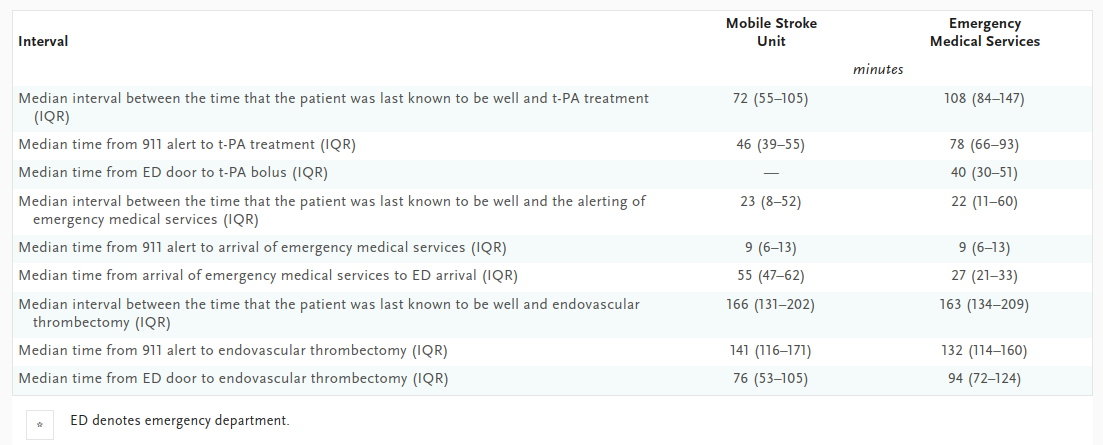 Mobile Stroke Emergency
Interval Unit Medical Services
minutes
Median interval between the time that the patient was last known to be well and t-PA treatment 72 (55–105) 108 (84–147)
(IQR)
Median time from 911 alert to t-PA treatment (IQR) 46 (39–55) 78 (66–93)
Median time from ED door to t-PA bolus (IQR) — 40 (30–51)
Median interval between the time that the patient was last known to be well and the alerting of 23 (8–52) 22 (11–60)
emergency medical services (IQR)
Median time from 911 alert to arrival of emergency medical services (IQR) 9 (6–13) 9 (6–13)
Median time from arrival of emergency medical services to ED arrival (IQR) 55 (47–62) 27 (21–33)
Median interval between the time that the patient was last known to be well and endovascular 166 (131–202) 163 (134–209)
thrombectomy (IQR)
Median time from 911 alert to endovascular thrombectomy (IQR) 141 (116–171) 132 (114–160)
Median time from ED door to endovascular thrombectomy (IQR) 76 (53–105) 94 (72–124)
* ED denotes emergency department.